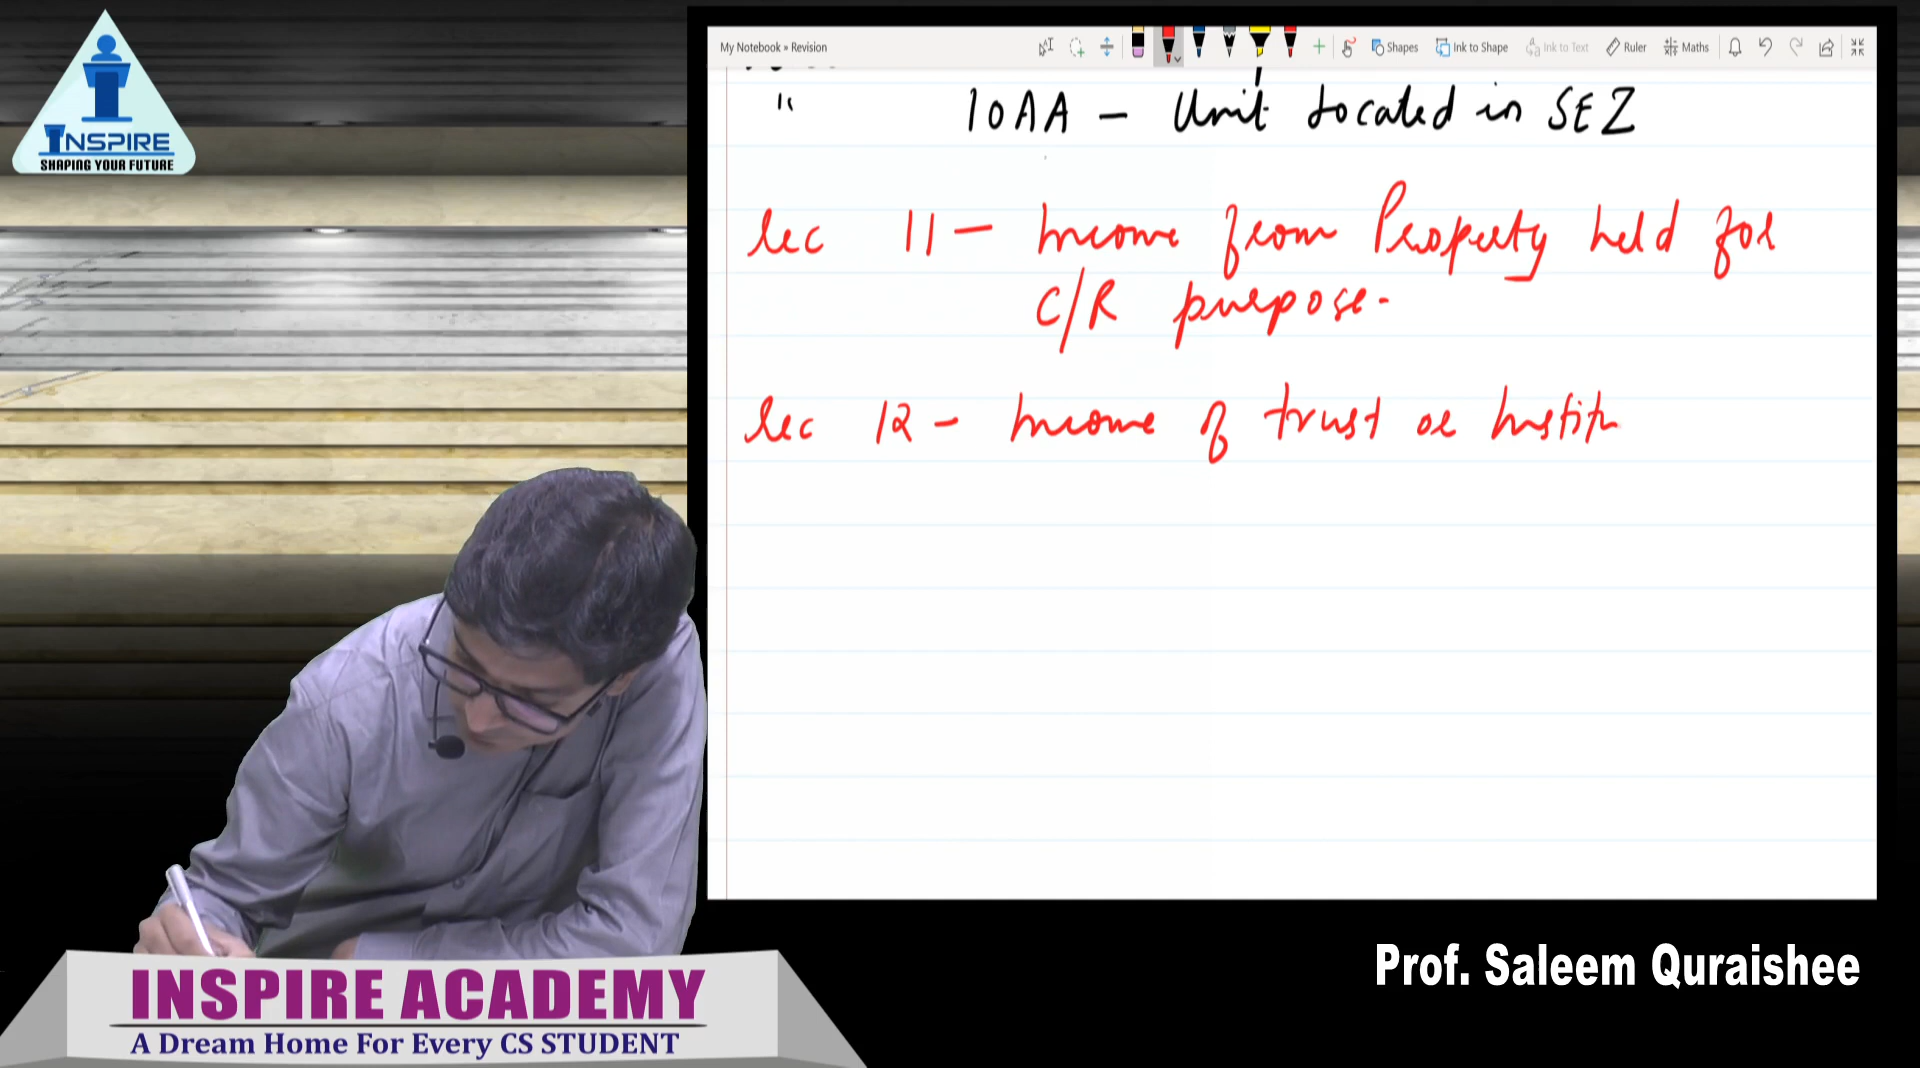 INSPIRE
SHAPING YOUR FUTURE
My Notebook » Revision
Shapes
Ink to Shape
Ink to Text
Ruler
Maths
" 10AA - Unit Located in SEZ
Sec 11 - Income from Property held for
C/R purpose.
Sec 12 - Income of trust or Institu
Prof. Saleem Quraishee
INSPIRE ACADEMY
A Dream Home For Every CS STUDENT